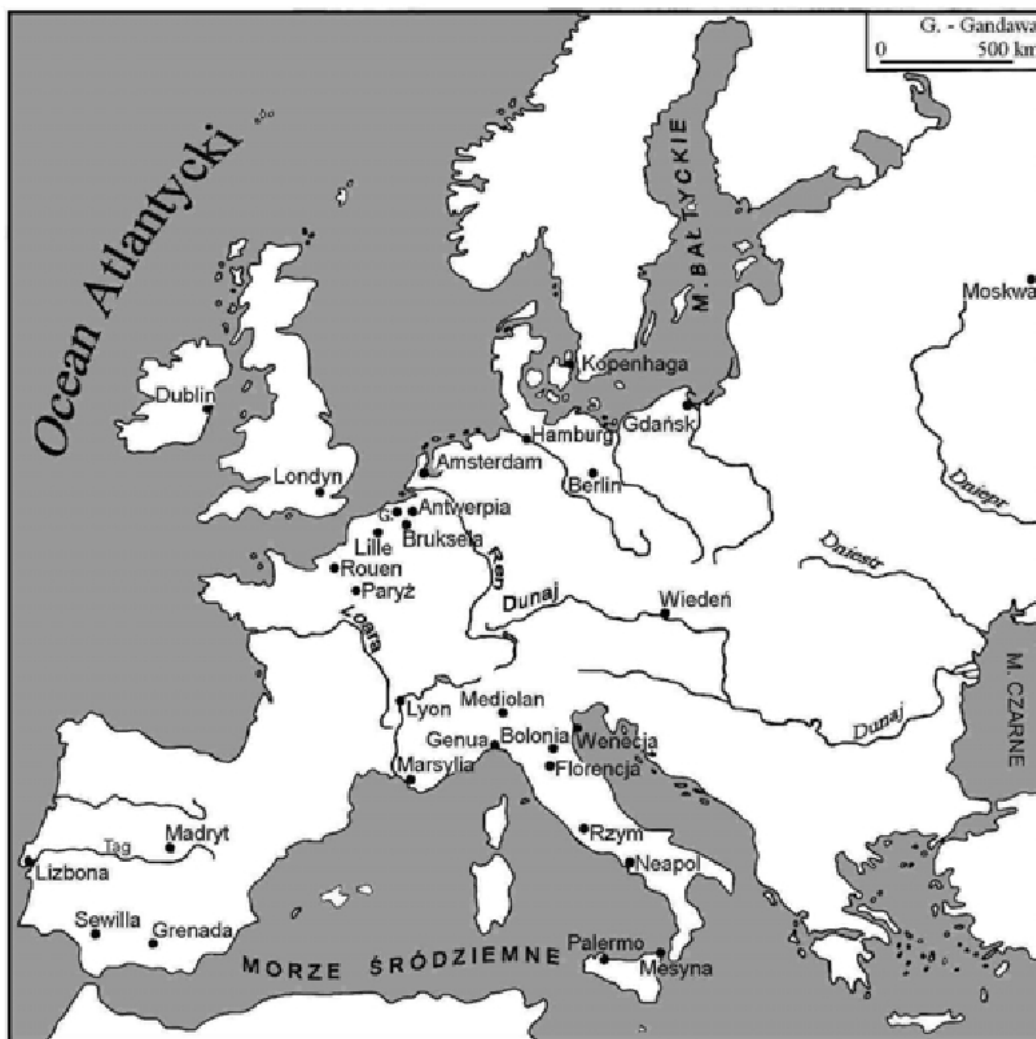 G. - Gandawa
0 500 km
Ocean Atlantycki
M. BAŁTYCKIE
Moskwa
Kopenhaga
Dublin
Gdańsk
Hamburg
Amsterdam
Berlin
Londyn
Dniepr
G.
Antwerpia
Bruksela
Lille
Ren
Dniestr
Rouen
Paryż
Dunaj
Wiedeń
Loara
M. CZARNE
Lyon
Mediolan
Dunaj
Genua
Bolonia
Wenecja
Marsylia
Florencja
Madryt
Rzym
Tag
Lizbona
Neapol
Sewilla
Grenada
Palermo
MORZE ŚRÓDZIEMNE
Mesyna